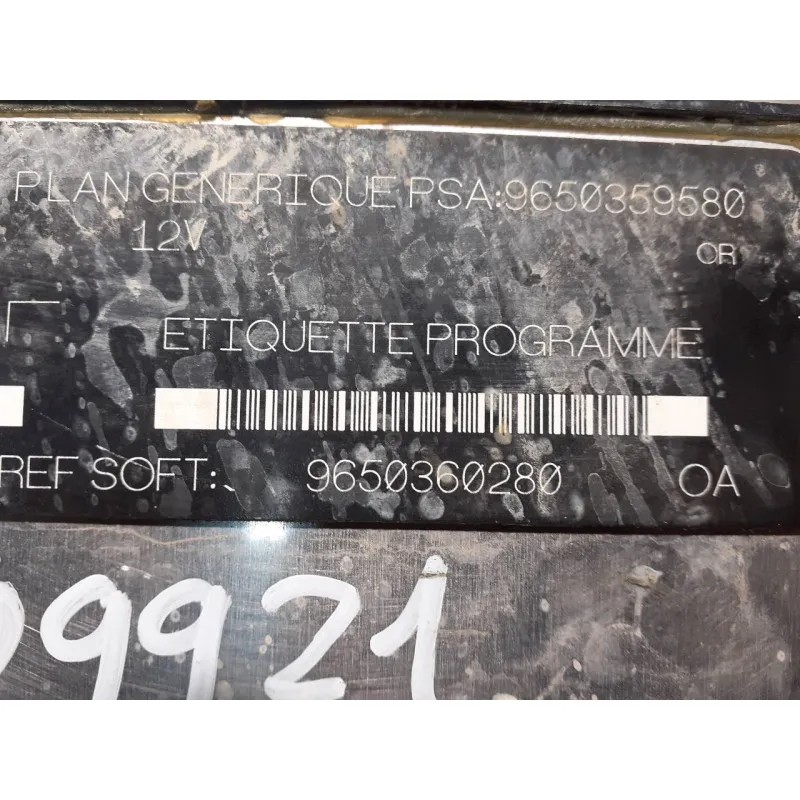 PLAN GENERIQUE PSA:9650359580
12V OR
ETIQUETTE PROGRAMME
REF SOFT: 9650360280 OA
9921